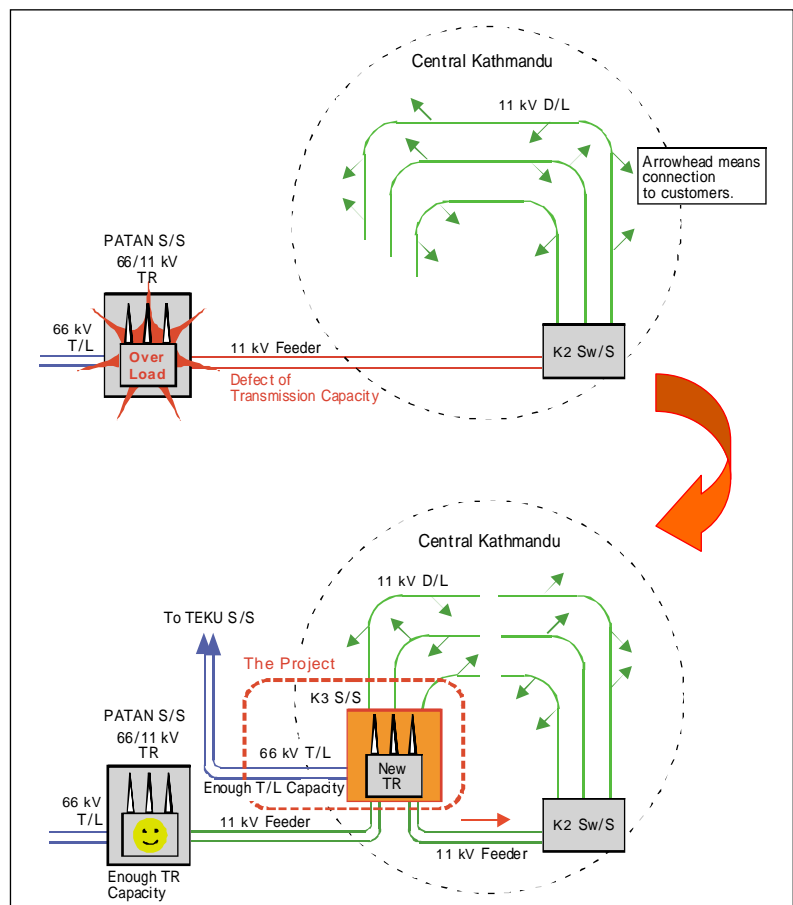 Central Kathmandu
11 kV D/L
Arrowhead means
connection
to customers.
PATAN S/S
66/11 kV
TR
66 kV
T/L
Over
Load
11 kV Feeder
Defect of
Transmission Capacity
K2 Sw/S
Central Kathmandu
11 kV D/L
To TEKU S/S
The Project
K3 S/S
PATAN S/S
66/11 kV
TR
66 kV T/L
New
TR
Enough T/L Capacity
66 kV
T/L
11 kV Feeder
K2 Sw/S
11 kV Feeder
Enough TR
Capacity